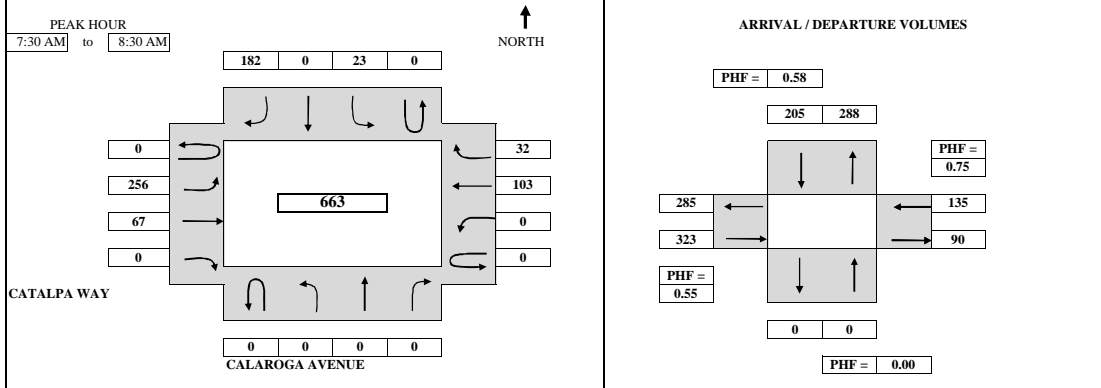 PEAK HOUR
7:30 AM to 8:30 AM
NORTH
182 0 23 0
0 32
256 103
663
67 0
0 0
CATALPA WAY
0 0 0 0
CALAROGA AVENUE
ARRIVAL / DEPARTURE VOLUMES
PHF = 0.58
205 288
PHF =
0.75
285 135
323 90
PHF =
0.55
0 0
PHF = 0.00